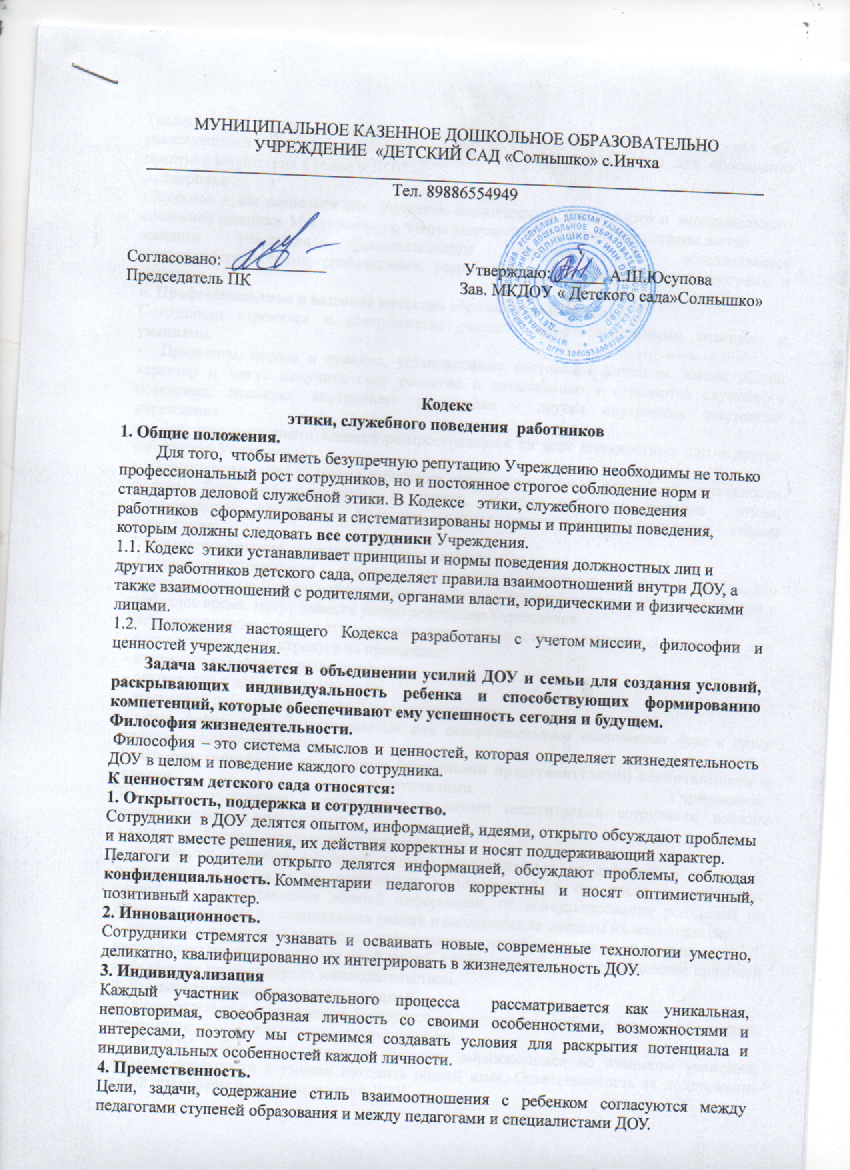 МУНИЦИПАЛЬНОЕ КАЗЕННОЕ ДОШКОЛЬНОЕ ОБРАЗОВАТЕЛЬНО
УЧРЕЖДЕНИЕ «ДЕТСКИЙ САД «Солнышко» с.Инчха
Тел. 89886554949
Согласовано:
Председатель ПК
Утверждаю: А.Ш.Юсупова
Зав. МКДОУ « Детского сада»Солнышко»
Кодекс
этики, служебного поведения работников
1. Общие положения.
Для того, чтобы иметь безупречную репутацию Учреждению необходимы не только
профессиональный рост сотрудников, но и постоянное строгое соблюдение норм и
стандартов деловой служебной этики. В Кодексе этики, служебного поведения
работников сформулированы и систематизированы нормы и принципы поведения,
которым должны следовать все сотрудники Учреждения.
1.1. Кодекс этики устанавливает принципы и нормы поведения должностных лиц и
других работников детского сада, определяет правила взаимоотношений внутри ДОУ, а
также взаимоотношений с родителями, органами власти, юридическими и физическими
лицами.
1.2. Положения настоящего Кодекса разработаны с учетом миссии, философии и
ценностей учреждения.
Задача заключается в объединении усилий ДОУ и семьи для создания условий,
раскрывающих индивидуальность ребенка и способствующих формированию
компетенций, которые обеспечивают ему успешность сегодня и будущем.
Философия жизнедеятельности.
Философия – это система смыслов и ценностей, которая определяет жизнедеятельность
ДОУ в целом и поведение каждого сотрудника.
К ценностям детского сада относятся:
1. Открытость, поддержка и сотрудничество.
Сотрудники в ДОУ делятся опытом, информацией, идеями, открыто обсуждают проблемы
и находят вместе решения, их действия корректны и носят поддерживающий характер.
Педагоги и родители открыто делятся информацией, обсуждают проблемы, соблюдая
конфиденциальность. Комментарии педагогов корректны и носят оптимистичный,
позитивный характер.
2. Инновационность.
Сотрудники стремятся узнавать и осваивать новые, современные технологии уместно,
деликатно, квалифицированно их интегрировать в жизнедеятельность ДОУ.
3. Индивидуализация
Каждый участник образовательного процесса рассматривается как уникальная,
неповторимая, своеобразная личность со своими особенностями, возможностями и
интересами, поэтому мы стремимся создавать условия для раскрытия потенциала и
индивидуальных особенностей каждой личности.
4. Преемственность.
Цели, задачи, содержание стиль взаимоотношения с ребенком согласуются между
педагогами ступеней образования и между педагогами и специалистами ДОУ.